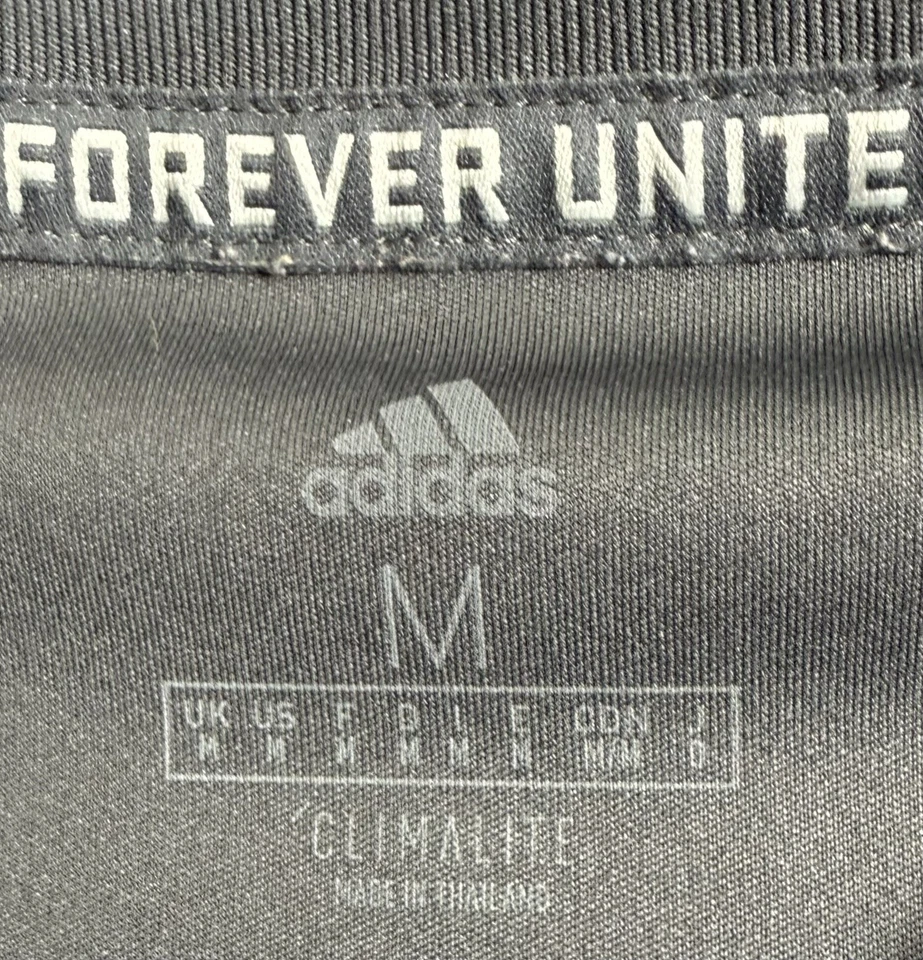 FOREVER UNITE
adidas
M
UK US F D I E CDN J
M M M M M M M/M O
CLIMALITE
MADE IN THAILAND